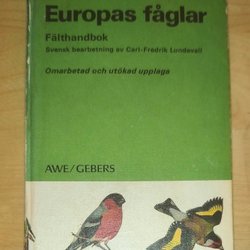 Europas fåglar
Fälthandbok
Svensk bearbetning av Carl-Fredrik Lundevall
Omarbetad och utökad upplaga
AWE/GEBERS